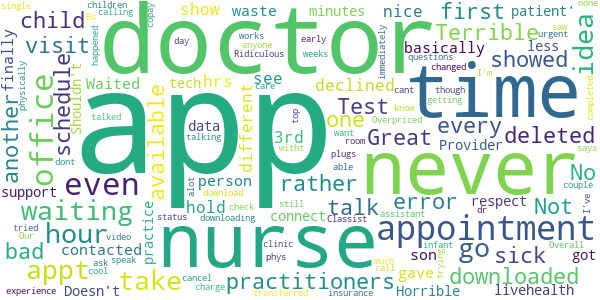 single
children
calling
Bs
copay
child
visit
finally
happened
doctor
show
waste
minutes
tech
hrs
Waited
see
declined
Test
data
talking
3rd
one
rather
nice
first
patient'
Terrible
idea
day
works
anyone
Ridiculous
early
weeks
care
basically
less
saw
urgent
none
showed
immediately
questions
changed
I'm
cant
though
getting
Overpriced
know
time
completed
says
every
Great
deleted
Provider
No
app
office
schedule
Shouldn't
available
different
another
physically
talked
dont
even
support
practice
download
person
top
room
plugs
want
able
witht
alot
never
error
respect
Not
couple
I've
waiting
hour
hold
status
downloading
check
still
connect
Classist
talk
assistant
dr
appointment
nurse
tried
Our
video
contacted
clinic
phys
go
sick
got
bad
ask
speak
cool
appt
take
cancel
charge
practitioners
son
gave
much
call
infant
trying
Overall
downloaded
experience
Doesn't
transferred
insurance
Horrible
livehealth